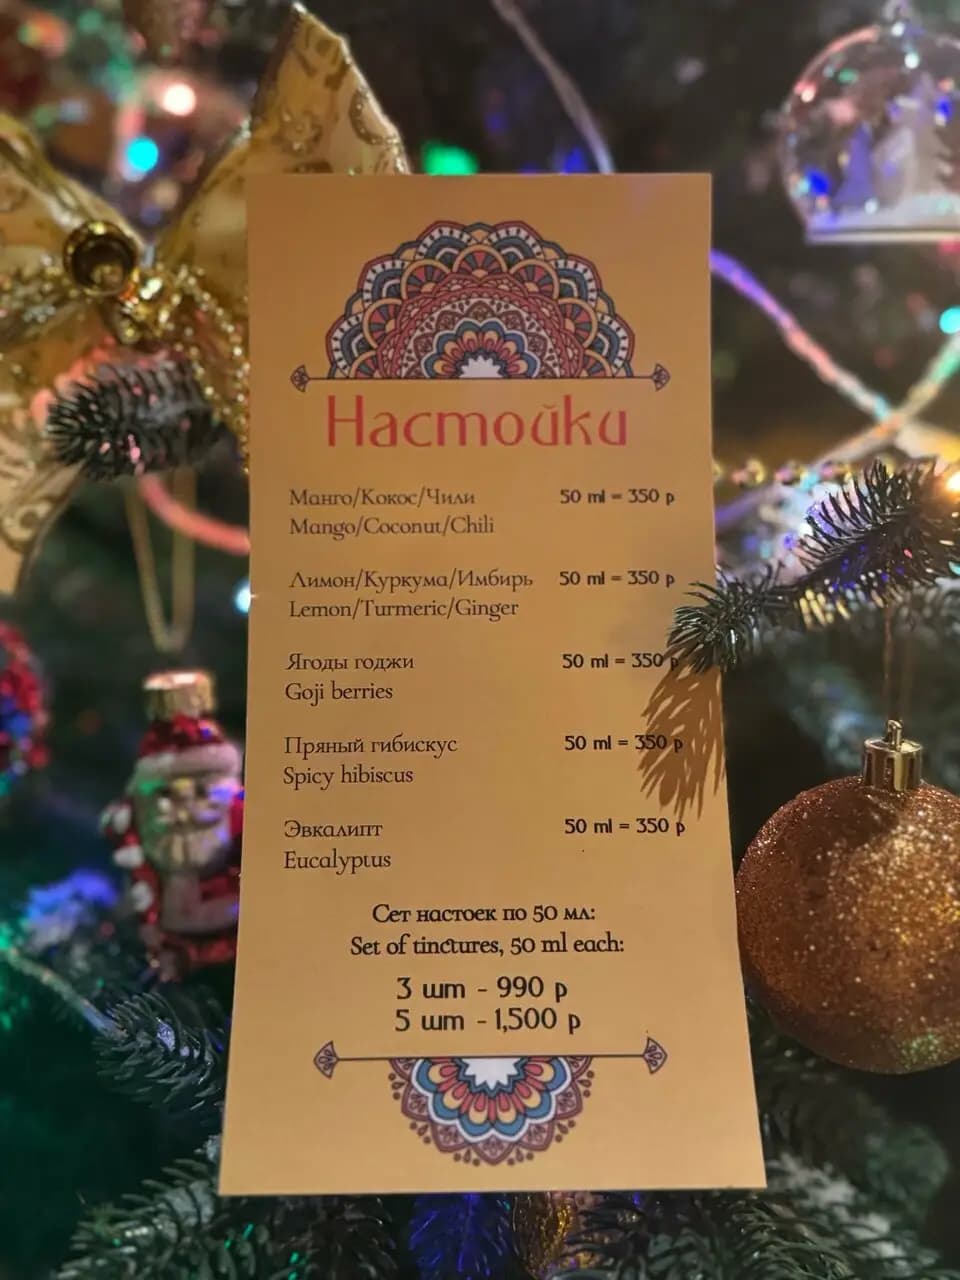 Настойки
Манго/Кокос/Чили 50 ml = 350 р
Mango/Coconut/Chili
Лимон/Куркума/Имбирь 50 ml = 350 р
Lemon/Turmeric/Ginger
Ягоды годжи 50 ml = 350 р
Goji berries
Пряный гибискус 50 ml = 350 р
Spicy hibiscus
Эвкалипт 50 ml = 350 р
Eucalyptus
Сет настоек по 50 мл:
Set of tinctures, 50 ml each:
3 шт - 990 р
5 шт - 1,500 р